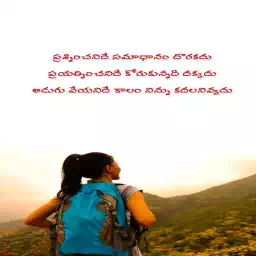 ప్రశ్నించనిదే సమాధానం దొరకదు
ప్రయత్నించనిదే కోరుకున్నది దక్కదు
అడుగు వేయనిదే కాలం నిన్ను కదలనివ్వదు.